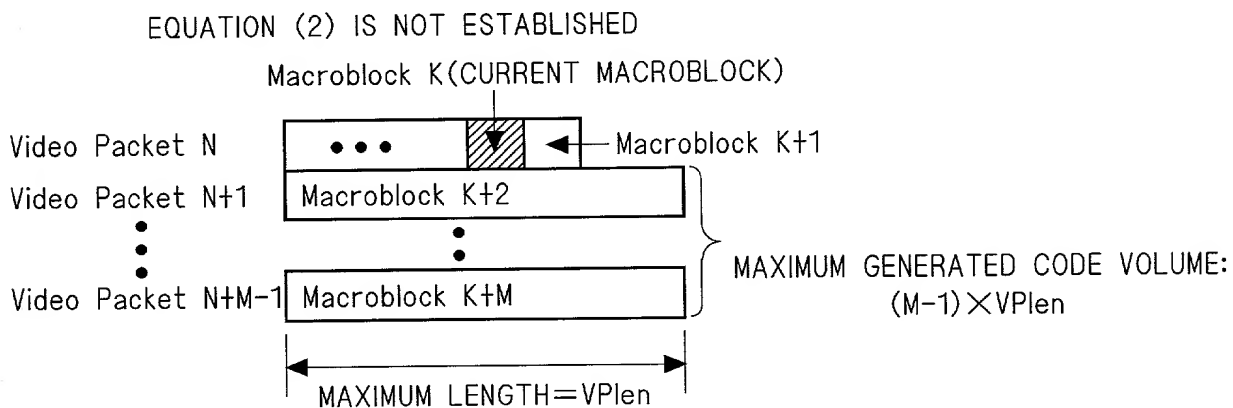 EQUATION (2) IS NOT ESTABLISHED
Macroblock K(CURRENT MACROBLOCK)
Video Packet N
Macroblock K+1
Video Packet N+1
Macroblock K+2
Video Packet N+M-1
Macroblock K+M
MAXIMUM GENERATED CODE VOLUME:
(M-1)×VPlen
MAXIMUM LENGTH=VPlen